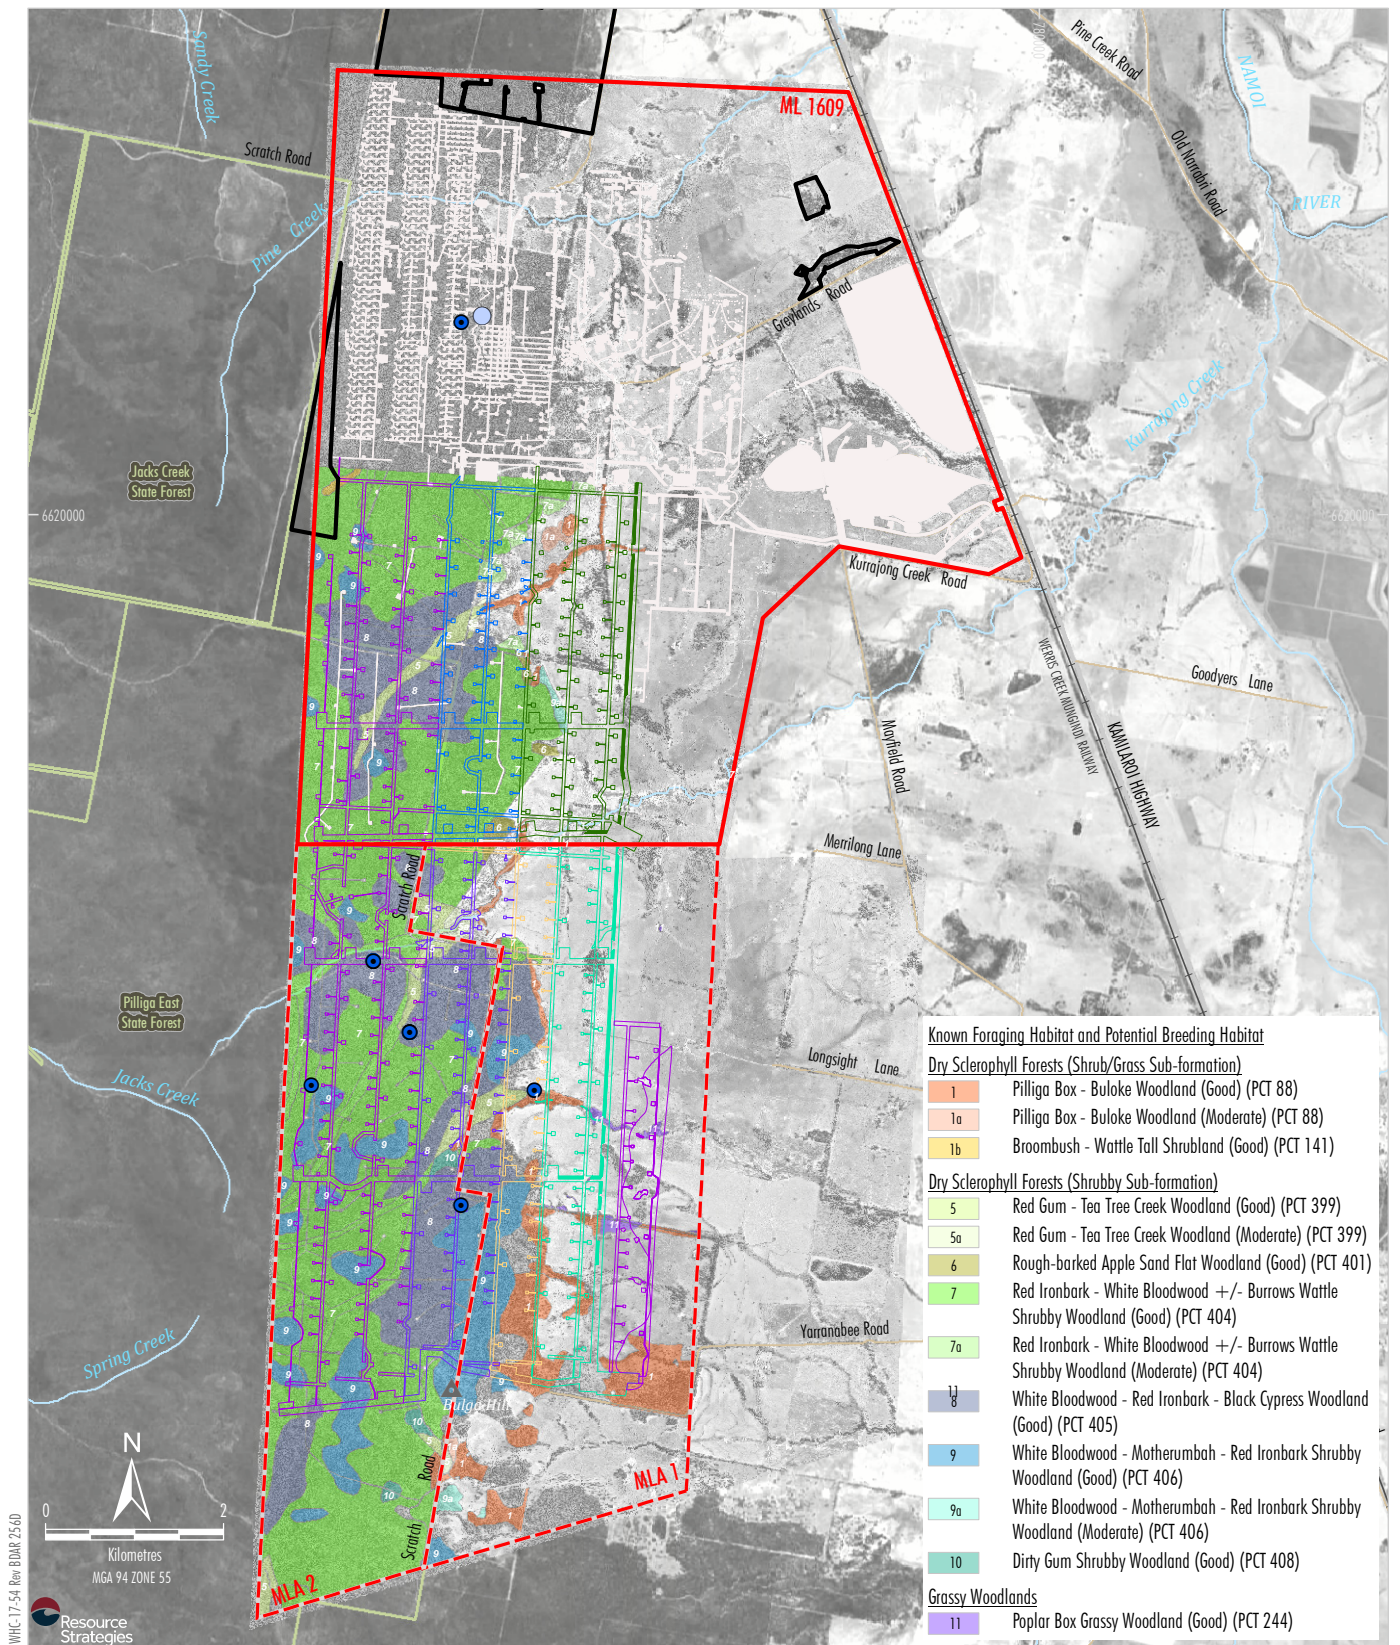 Sandy Creek
Pine Creek Road
780000
NAMOI
RIVER
ML 1609
Scratch Road
Old Narrabri Road
Pine Creek
Greylands Road
Kurrajong Creek
Jacks Creek
State Forest
6620000
6620000
Kurrajong Creek Road
WERRIS CREEK MUNGINDI RAILWAY
Goodyers Lane
Mayfield Road
KAMILAROI HIGHWAY
Merrilong Lane
Scratch Road
Pilliga East
State Forest
Jacks Creek
Longsight Lane
Spring Creek
Yarranabee Road
Bulga Hill
Scratch Road
MLA 1
MLA 2
N
0 2
Kilometres
MGA 94 ZONE 55
WHC-17-54 Rev BDAR 256D
Resource
Strategies
Known Foraging Habitat and Potential Breeding Habitat
Dry Sclerophyll Forests (Shrub/Grass Sub-formation)
1 Pilliga Box - Buloke Woodland (Good) (PCT 88)
1a Pilliga Box - Buloke Woodland (Moderate) (PCT 88)
1b Broombush - Wattle Tall Shrubland (Good) (PCT 141)
Dry Sclerophyll Forests (Shrubby Sub-formation)
5 Red Gum - Tea Tree Creek Woodland (Good) (PCT 399)
5a Red Gum - Tea Tree Creek Woodland (Moderate) (PCT 399)
6 Rough-barked Apple Sand Flat Woodland (Good) (PCT 401)
7 Red Ironbark - White Bloodwood +/- Burrows Wattle
Shrubby Woodland (Good) (PCT 404)
7a Red Ironbark - White Bloodwood +/- Burrows Wattle
Shrubby Woodland (Moderate) (PCT 404)
11
8 White Bloodwood - Red Ironbark - Black Cypress Woodland
(Good) (PCT 405)
9 White Bloodwood - Motherumbah - Red Ironbark Shrubby
Woodland (Good) (PCT 406)
9a White Bloodwood - Motherumbah - Red Ironbark Shrubby
Woodland (Moderate) (PCT 406)
10 Dirty Gum Shrubby Woodland (Good) (PCT 408)
Grassy Woodlands
11 Poplar Box Grassy Woodland (Good) (PCT 244)